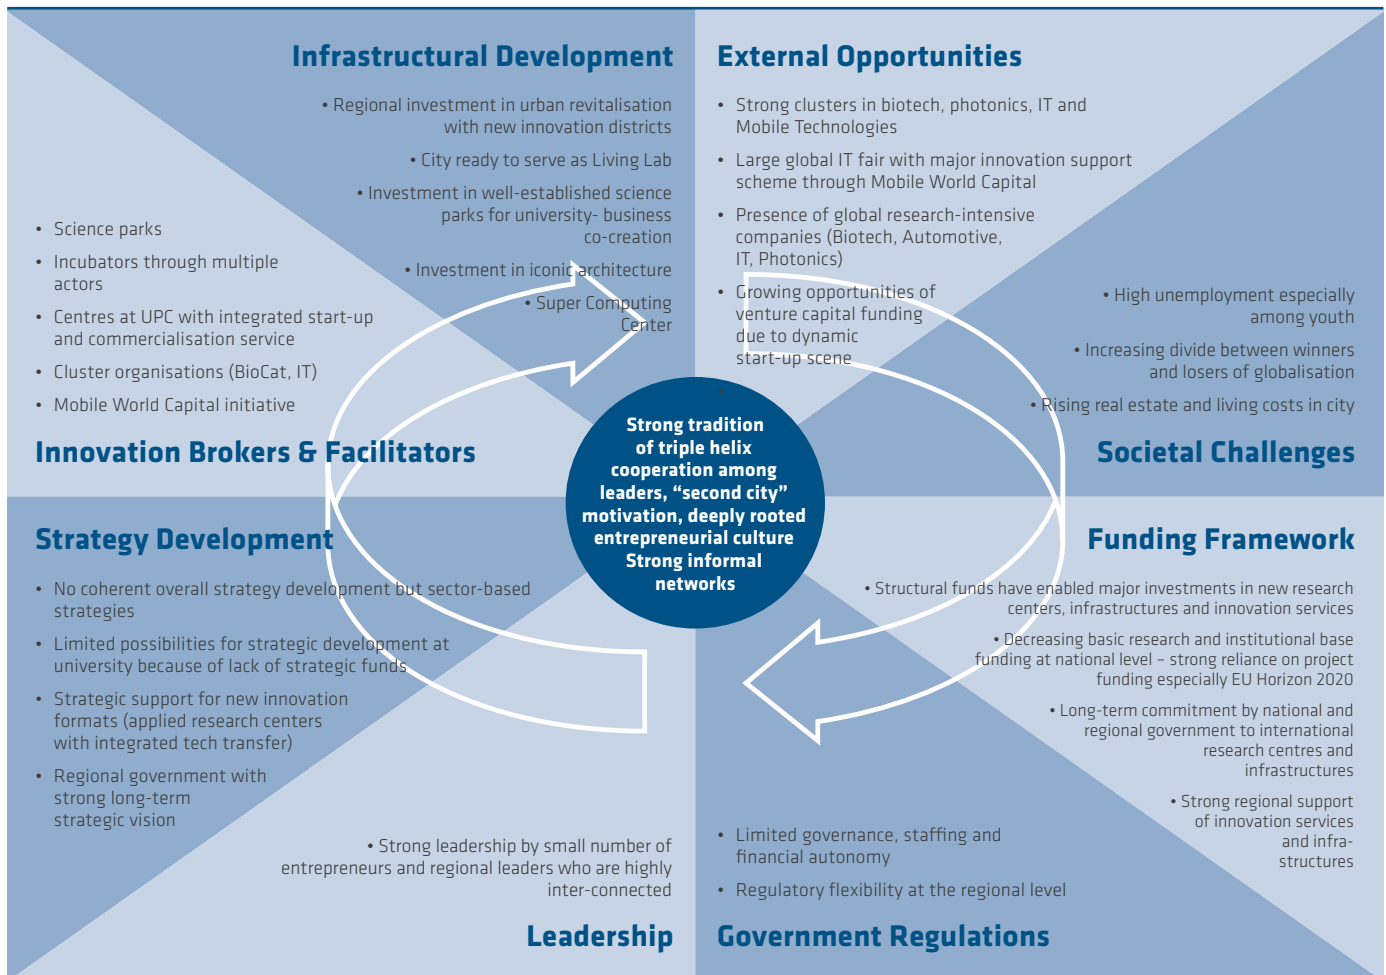 Infrastructural Development
• Regional investment in urban revitalisation
with new innovation districts
• City ready to serve as Living Lab
• Investment in well-established science
parks for university- business
co-creation
• Investment in iconic architecture
• Super Computing
Center
External Opportunities
• Strong clusters in biotech, photonics, IT and
Mobile Technologies
• Large global IT fair with major innovation support
scheme through Mobile World Capital
• Presence of global research-intensive
companies (Biotech, Automotive,
IT, Photonics)
• Growing opportunities of
venture capital funding
due to dynamic
start-up scene
•
• Science parks
• Incubators through multiple
actors
• Centres at UPC with integrated start-up
and commercialisation service
• Cluster organisations (BioCat, IT)
• Mobile World Capital initiative
Innovation Brokers & Facilitators
• High unemployment especially
among youth
• Increasing divide between winners
and losers of globalisation
• Rising real estate and living costs in city
Societal Challenges
Strong tradition
of triple helix
cooperation among
leaders, “second city”
motivation, deeply rooted
entrepreneurial culture
Strong informal
networks
Strategy Development
• No coherent overall strategy development but sector-based
strategies
• Limited possibilities for strategic development at
university because of lack of strategic funds
• Strategic support for new innovation
formats (applied research centers
with integrated tech transfer)
• Regional government with
strong long-term
strategic vision
Funding Framework
• Structural funds have enabled major investments in new research
centers, infrastructures and innovation services
• Decreasing basic research and institutional base
funding at national level – strong reliance on project
funding especially EU Horizon 2020
• Long-term commitment by national and
regional government to international
research centres and
infrastructures
• Strong regional support
of innovation services
and infra-
structures
• Strong leadership by small number of
entrepreneurs and regional leaders who are highly
inter-connected
Leadership
• Limited governance, staffing and
financial autonomy
• Regulatory flexibility at the regional level
Government Regulations